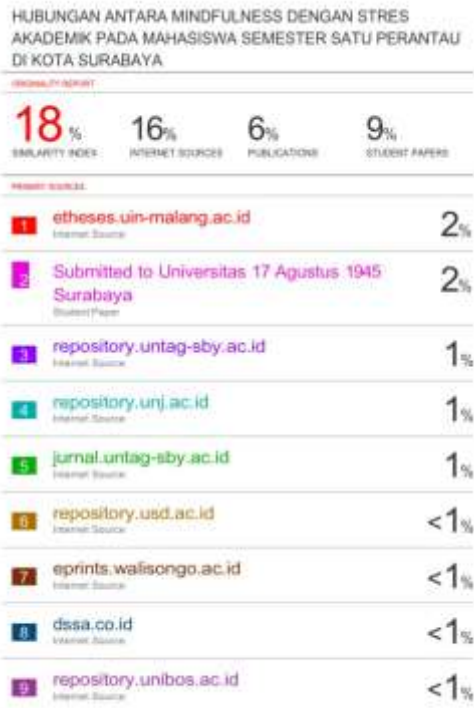 HUBUNGAN ANTARA MINDFULNESS DENGAN STRES
AKADEMIK PADA MAHASISWA SEMESTER SATU PERANTAU
DI KOTA SURABAYA
ORIGINALITY REPORT
18% 16% 6% 9%
SIMILARITY INDEX INTERNET SOURCES PUBLICATIONS STUDENT PAPERS
PRIMARY SOURCES
1 etheses.uin-malang.ac.id 2%
Internet Source
2 Submitted to Universitas 17 Agustus 1945 2%
Surabaya
Student Paper
3 repository.untag-sby.ac.id 1%
Internet Source
4 repository.unj.ac.id 1%
Internet Source
5 jurnal.untag-sby.ac.id 1%
Internet Source
6 repository.usd.ac.id <1%
Internet Source
7 eprints.walisongo.ac.id <1%
Internet Source
8 dssa.co.id <1%
Internet Source
9 repository.unibos.ac.id <1%
Internet Source